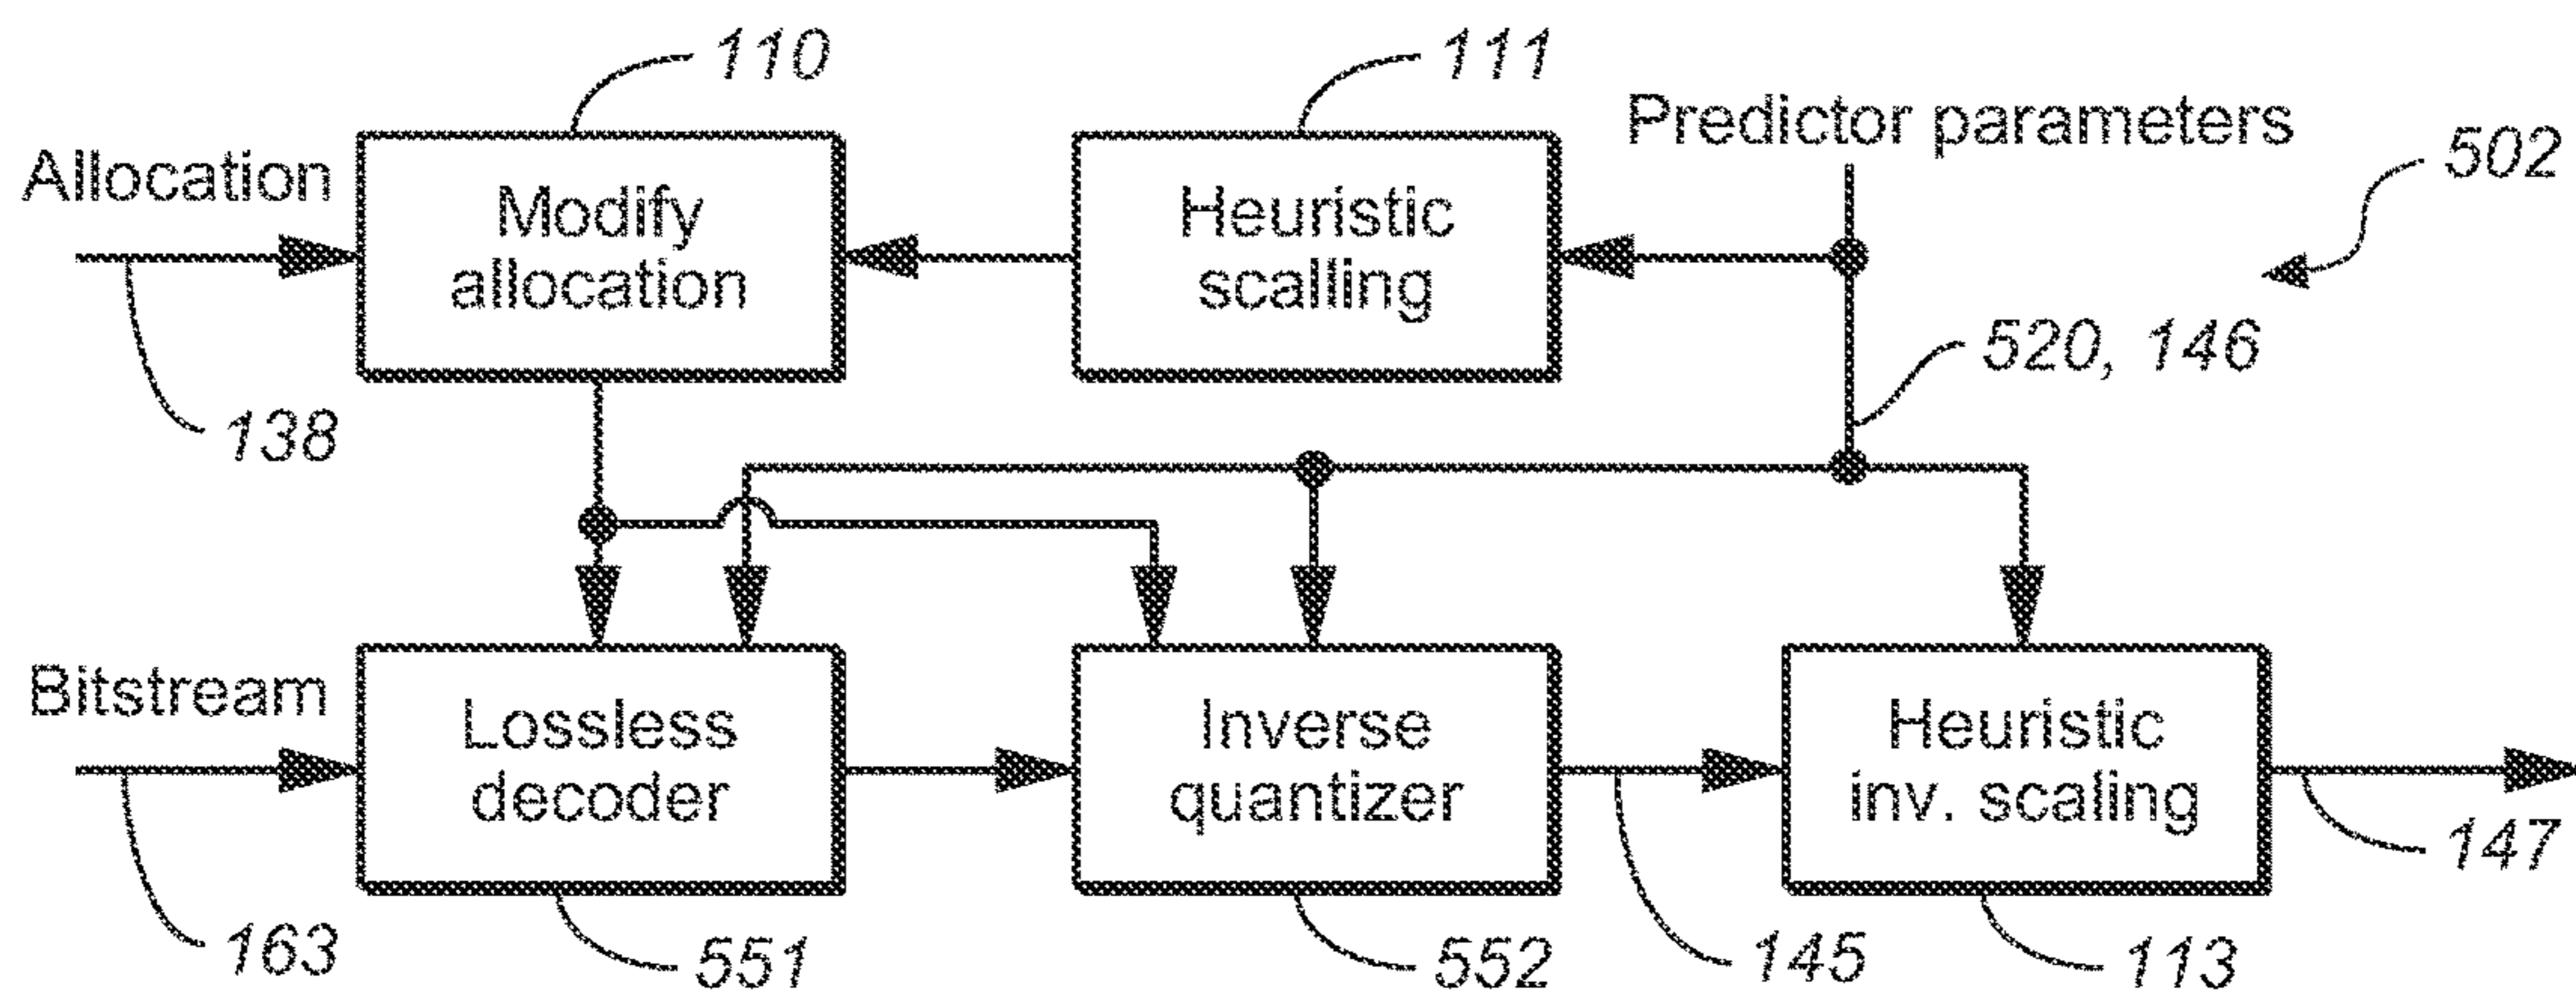 110
111
Predictor parameters
502
Allocation
Modify
allocation
Heuristic
scalling
520, 146
138
Bitstream
Lossless
decoder
Inverse
quantizer
Heuristic
inv. scaling
147
163
551
552
145
113